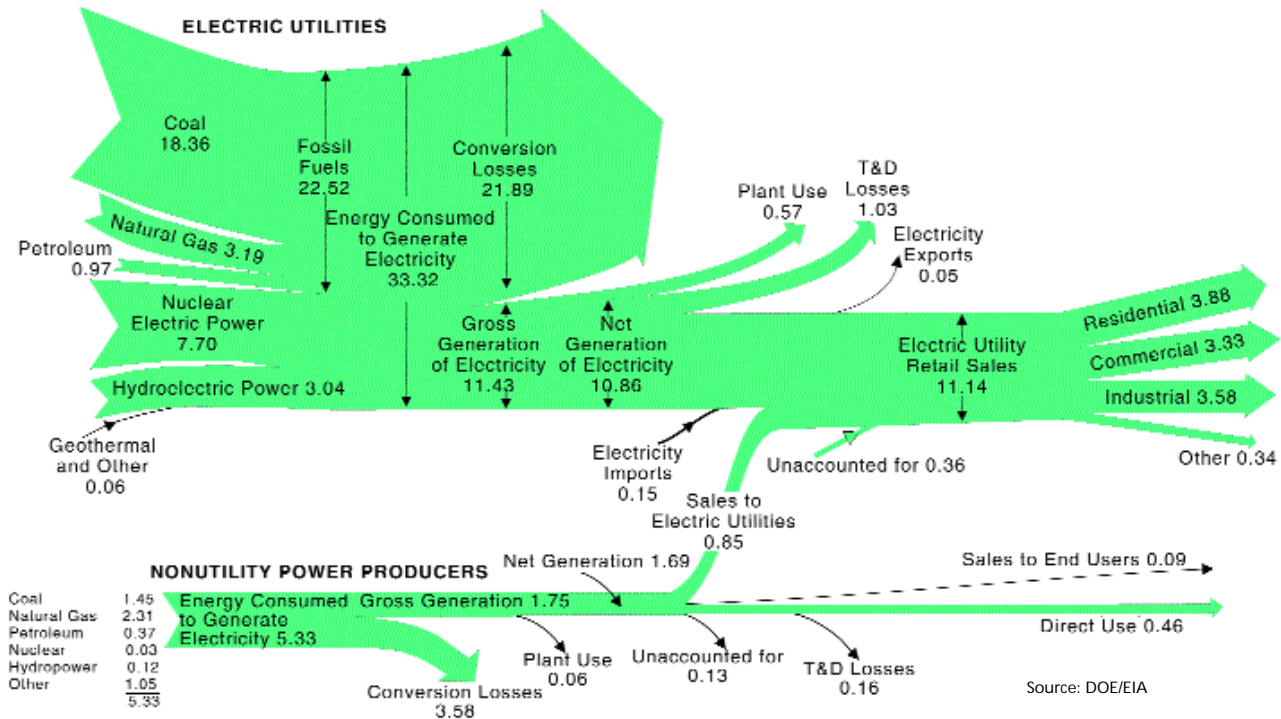 ELECTRIC UTILITIES
Coal
18.36
Fossil
Fuels
22.52
Conversion
Losses
21.89
Energy Consumed
to Generate
Electricity
33.32
Natural Gas 3.19
Petroleum
0.97
Nuclear
Electric Power
7.70
Hydroelectric Power 3.04
Geothermal
and Other
0.06
Gross
Generation
of Electricity
11.43
Net
Generation
of Electricity
10.86
Plant Use
0.57
T&D
Losses
1.03
Electricity
Exports
0.05
Electric Utility
Retail Sales
11.14
Residential 3.88
Commercial 3.33
Industrial 3.58
Other 0.34
Electricity
Imports
0.15
Unaccounted for 0.36
Sales to
Electric Utilities
0.85
NONUTILITY POWER PRODUCERS
Coal 1.45
Natural Gas 2.31
Petroleum 0.37
Nuclear 0.03
Hydropower 0.12
Other 1.05
5.33
Energy Consumed
to Generate
Electricity 5.33
Gross Generation 1.75
Net Generation 1.69
Conversion Losses
3.58
Plant Use
0.06
Unaccounted for
0.13
T&D Losses
0.16
Sales to End Users 0.09
Direct Use 0.46
Source: DOE/EIA